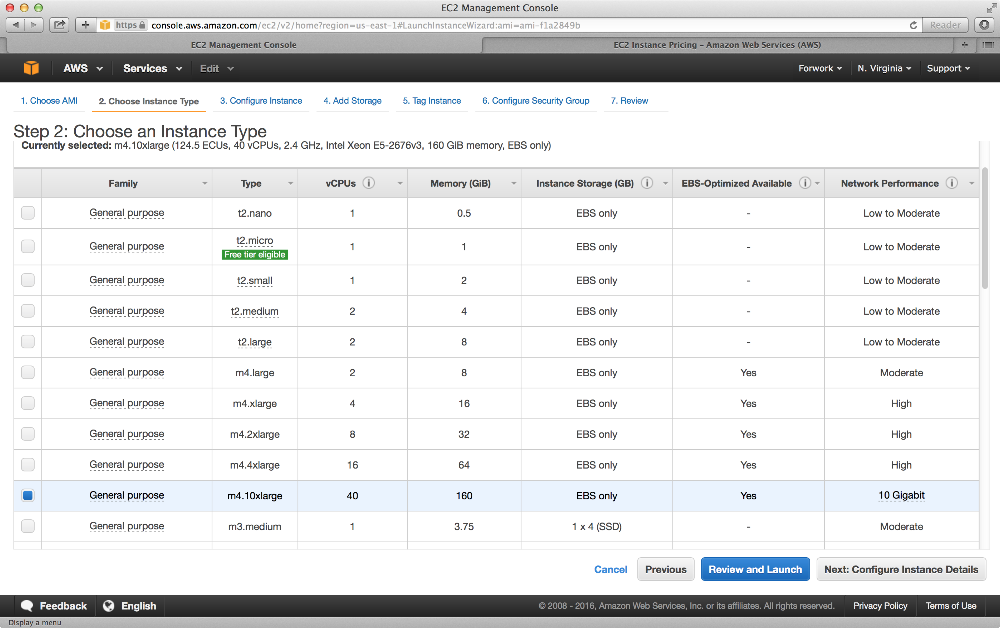 EC2 Management Console
https console.aws.amazon.com/ec2/v2/home?region=us-east-1#LaunchInstanceWizard:ami=ami-f1a2849b Reader
EC2 Management Console EC2 Instance Pricing – Amazon Web Services (AWS)
AWS Services Edit Forwork N. Virginia Support
1. Choose AMI 2. Choose Instance Type 3. Configure Instance 4. Add Storage 5. Tag Instance 6. Configure Security Group 7. Review
Step 2: Choose an Instance Type
Currently selected: m4.10xlarge (124.5 ECUs, 40 vCPUs, 2.4 GHz, Intel Xeon E5-2676v3, 160 GiB memory, EBS only)
Family Type vCPUs Memory (GiB) Instance Storage (GB) EBS-Optimized Available Network Performance
General purpose t2.nano 1 0.5 EBS only - Low to Moderate
General purpose t2.micro 1 1 EBS only - Low to Moderate
Free tier eligible
General purpose t2.small 1 2 EBS only - Low to Moderate
General purpose t2.medium 2 4 EBS only - Low to Moderate
General purpose t2.large 2 8 EBS only - Low to Moderate
General purpose m4.large 2 8 EBS only Yes Moderate
General purpose m4.xlarge 4 16 EBS only Yes High
General purpose m4.2xlarge 8 32 EBS only Yes High
General purpose m4.4xlarge 16 64 EBS only Yes High
General purpose m4.10xlarge 40 160 EBS only Yes 10 Gigabit
General purpose m3.medium 1 3.75 1 x 4 (SSD) - Moderate
Cancel Previous Review and Launch Next: Configure Instance Details
Feedback English © 2008 - 2016, Amazon Web Services, Inc. or its affiliates. All rights reserved. Privacy Policy Terms of Use
Display a menu